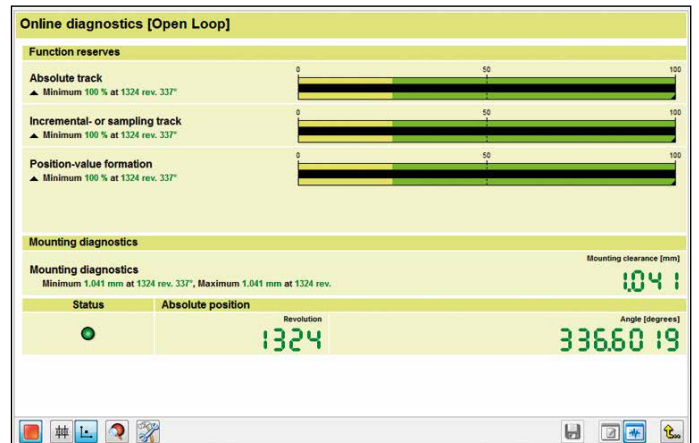 Online diagnostics [Open Loop]
Function reserves
Absolute track
0 50 100
Minimum 100 % at 1324 rev. 337°
Incremental- or sampling track
0 50 100
Minimum 100 % at 1324 rev. 337°
Position-value formation
0 50 100
Minimum 100 % at 1324 rev. 337°
Mounting diagnostics
Mounting clearance [mm]
Mounting diagnostics
Minimum 1.041 mm at 1324 rev. 337°, Maximum 1.041 mm at 1324 rev.
1.041
Status Absolute position
Revolution Angle [degrees]
1324 336.6019